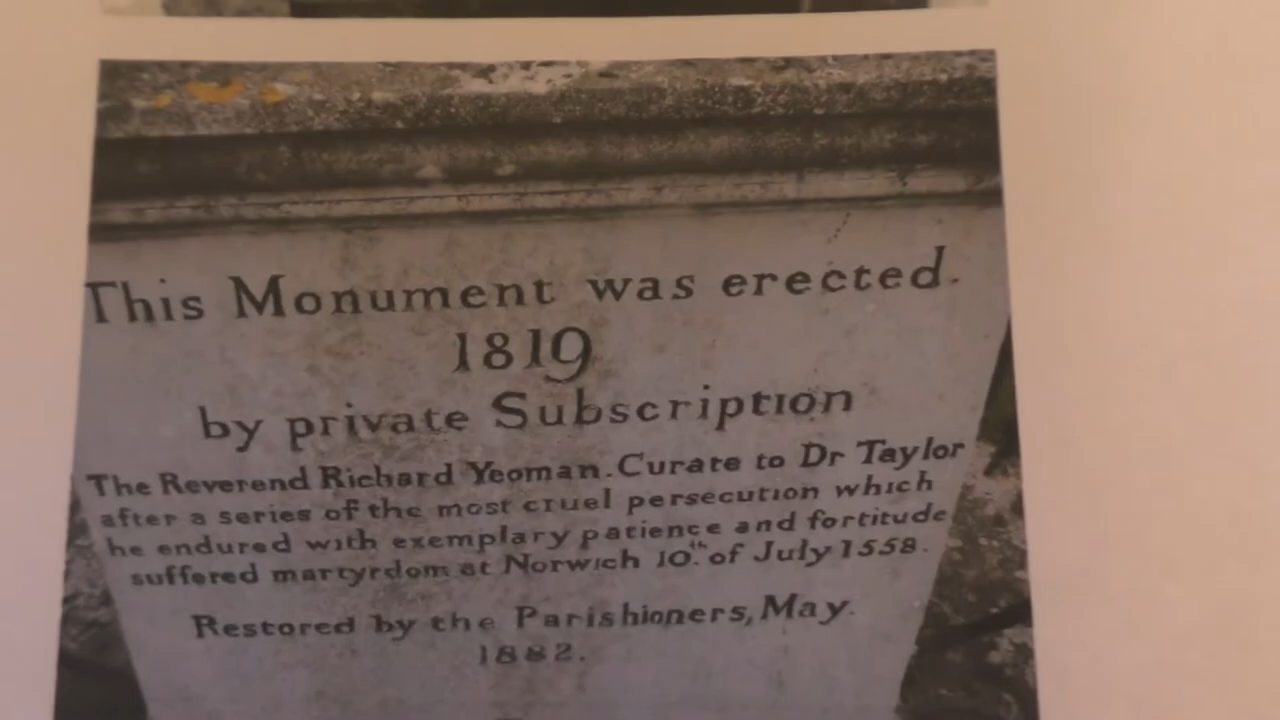 This Monument was erected.
1819
by private Subscription
The Reverend Richard Yeoman. Curate to Dr Taylor
after a series of the most cruel persecution which
he endured with exemplary patience and fortitude
suffered martyrdom at Norwich 10th. of July 1558.
Restored by the Parishioners, May.
1882.